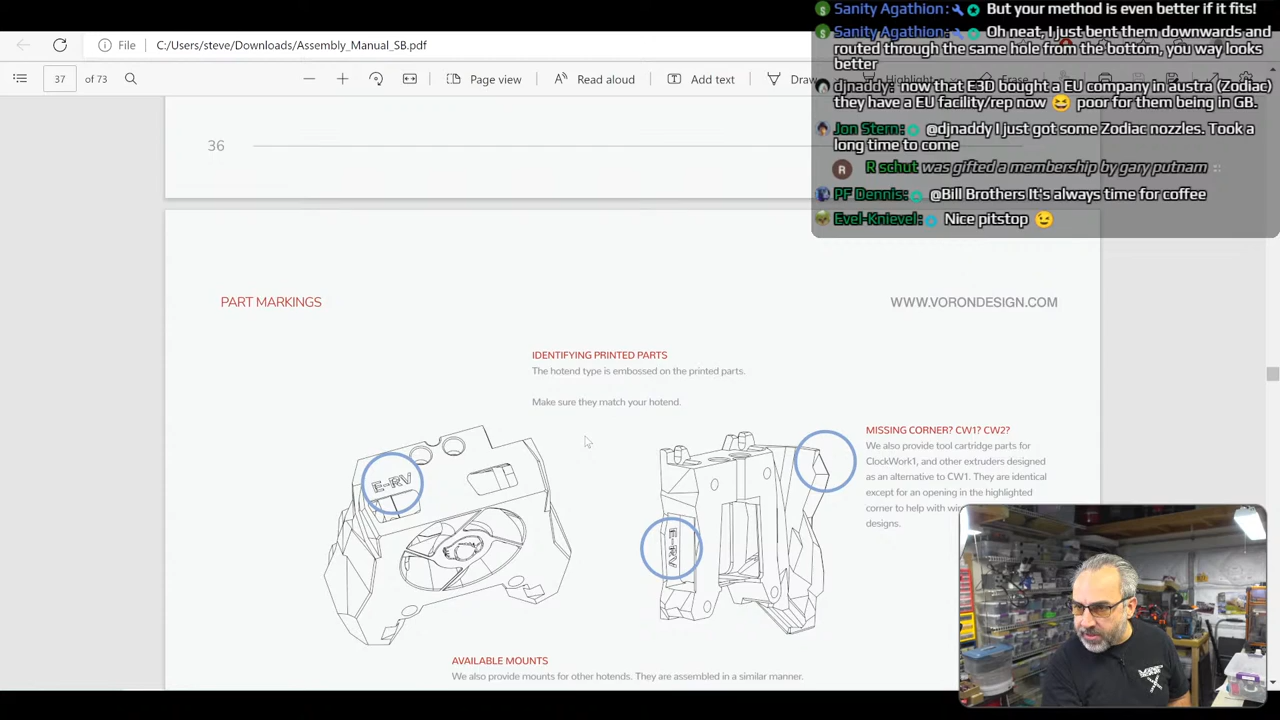 Sanity Agathion: But your method is even better if it fits!
Sanity Agathion: Oh neat, I just bent them downwards and
routed through the same hole from the bottom, you way looks
better
djnaddy: now that E3D bought a EU company in austra (Zodiac)
they have a EU facility/rep now 😆 poor for them being in GB.
Jon Stern: @djnaddy I just got some Zodiac nozzles. Took a
long time to come
R schut was gifted a membership by gary putnam
PF Dennis: @Bill Brothers It's always time for coffee
Evel-Knievel: Nice pitstop 😉
File
C:/Users/steve/Downloads/Assembly_Manual_SB.pdf
37 of 73
Page view
Read aloud
Add text
Draw
Highlight
Erase
36
PART MARKINGS
WWW.VORONDESIGN.COM
IDENTIFYING PRINTED PARTS
The hotend type is embossed on the printed parts.
Make sure they match your hotend.
E-RV
E-RV
MISSING CORNER? CW1? CW2?
We also provide tool cartridge parts for
ClockWork1, and other extruders designed
as an alternative to CW1. They are identical
except for an opening in the highlighted
corner to help with
designs.
AVAILABLE MOUNTS
We also provide mounts for other hotends. They are assembled in a similar manner.